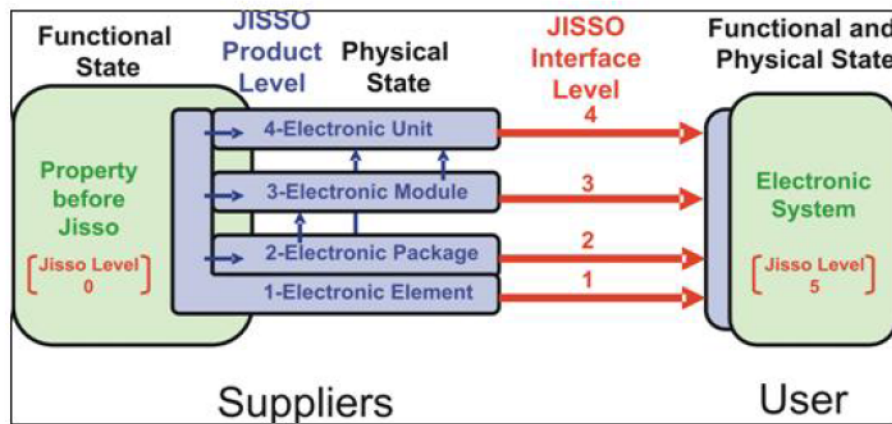 Functional
State
JISSO
Product
Level
Physical
State
JISSO
Interface
Level
Functional and
Physical State
4-Electronic Unit
4
3-Electronic Module
3
2-Electronic Package
2
1-Electronic Element
1
Property
before
Jisso
Jisso Level
0
Electronic
System
Jisso Level
5
Suppliers
User